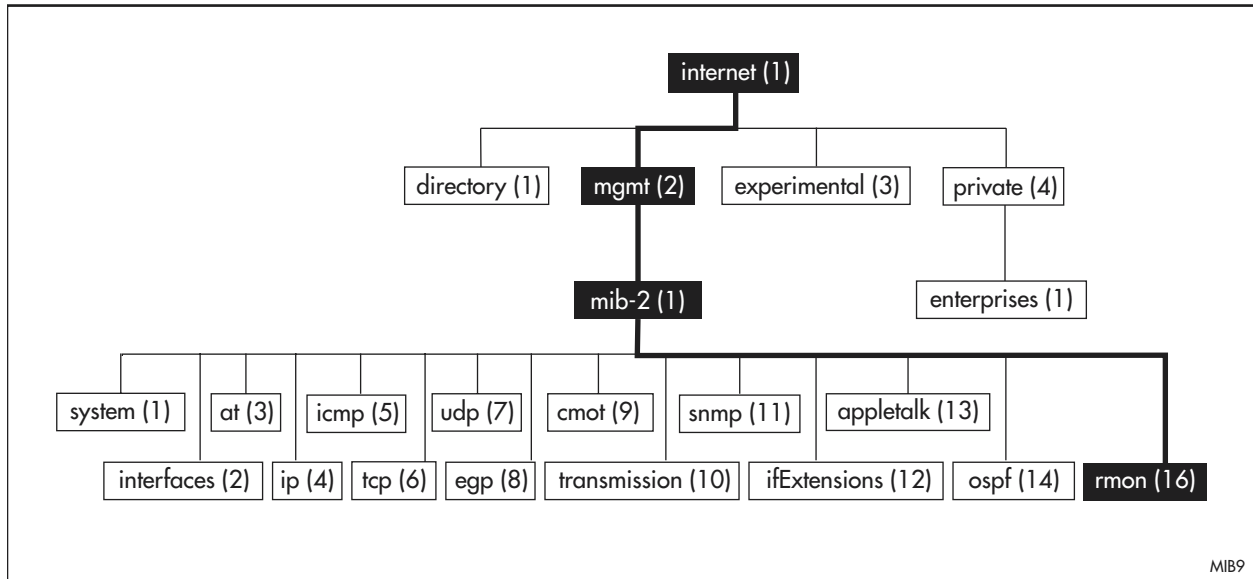 internet (1)
directory (1) mgmt (2) experimental (3) private (4)
mib-2 (1) enterprises (1)
system (1) at (3) icmp (5) udp (7) cmot (9) snmp (11) appletalk (13)
interfaces (2) ip (4) tcp (6) egp (8) transmission (10) ifExtensions (12) ospf (14) rmon (16)
MIB9